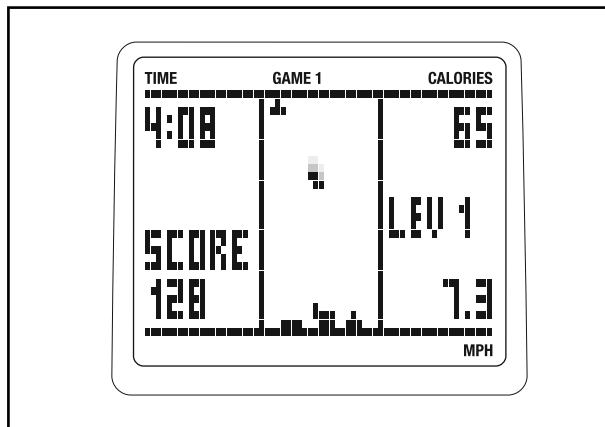 TIME GAME 1 CALORIES
4:08 65
LEV 1
SCORE
128 7.3
MPH